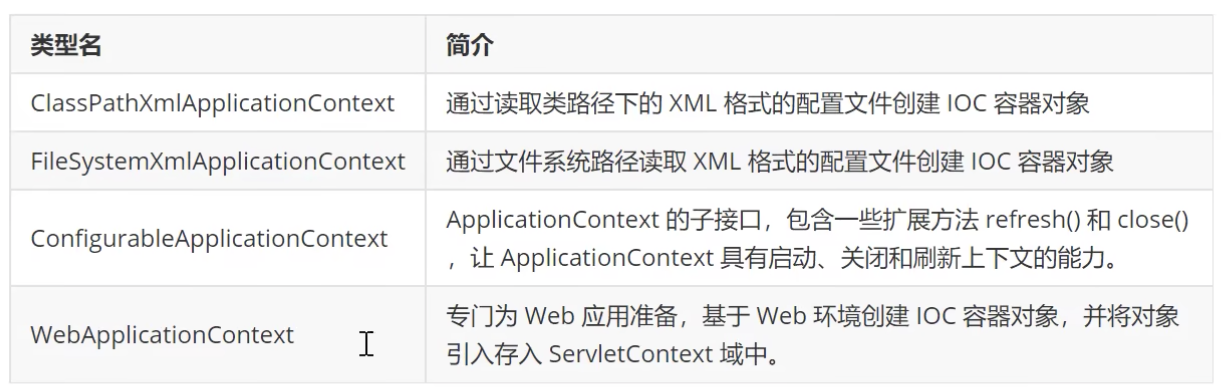 类型名 简介
ClassPathXmlApplicationContext 通过读取类路径下的 XML 格式的配置文件创建 IOC 容器对象
FileSystemXmlApplicationContext 通过文件系统路径读取 XML 格式的配置文件创建 IOC 容器对象
ConfigurableApplicationContext ApplicationContext 的子接口，包含一些扩展方法 refresh() 和 close()
，让 ApplicationContext 具有启动、关闭和刷新上下文的能力。
WebApplicationContext 专门为 Web 应用准备，基于 Web 环境创建 IOC 容器对象，并将对象
引入存入 ServletContext 域中。